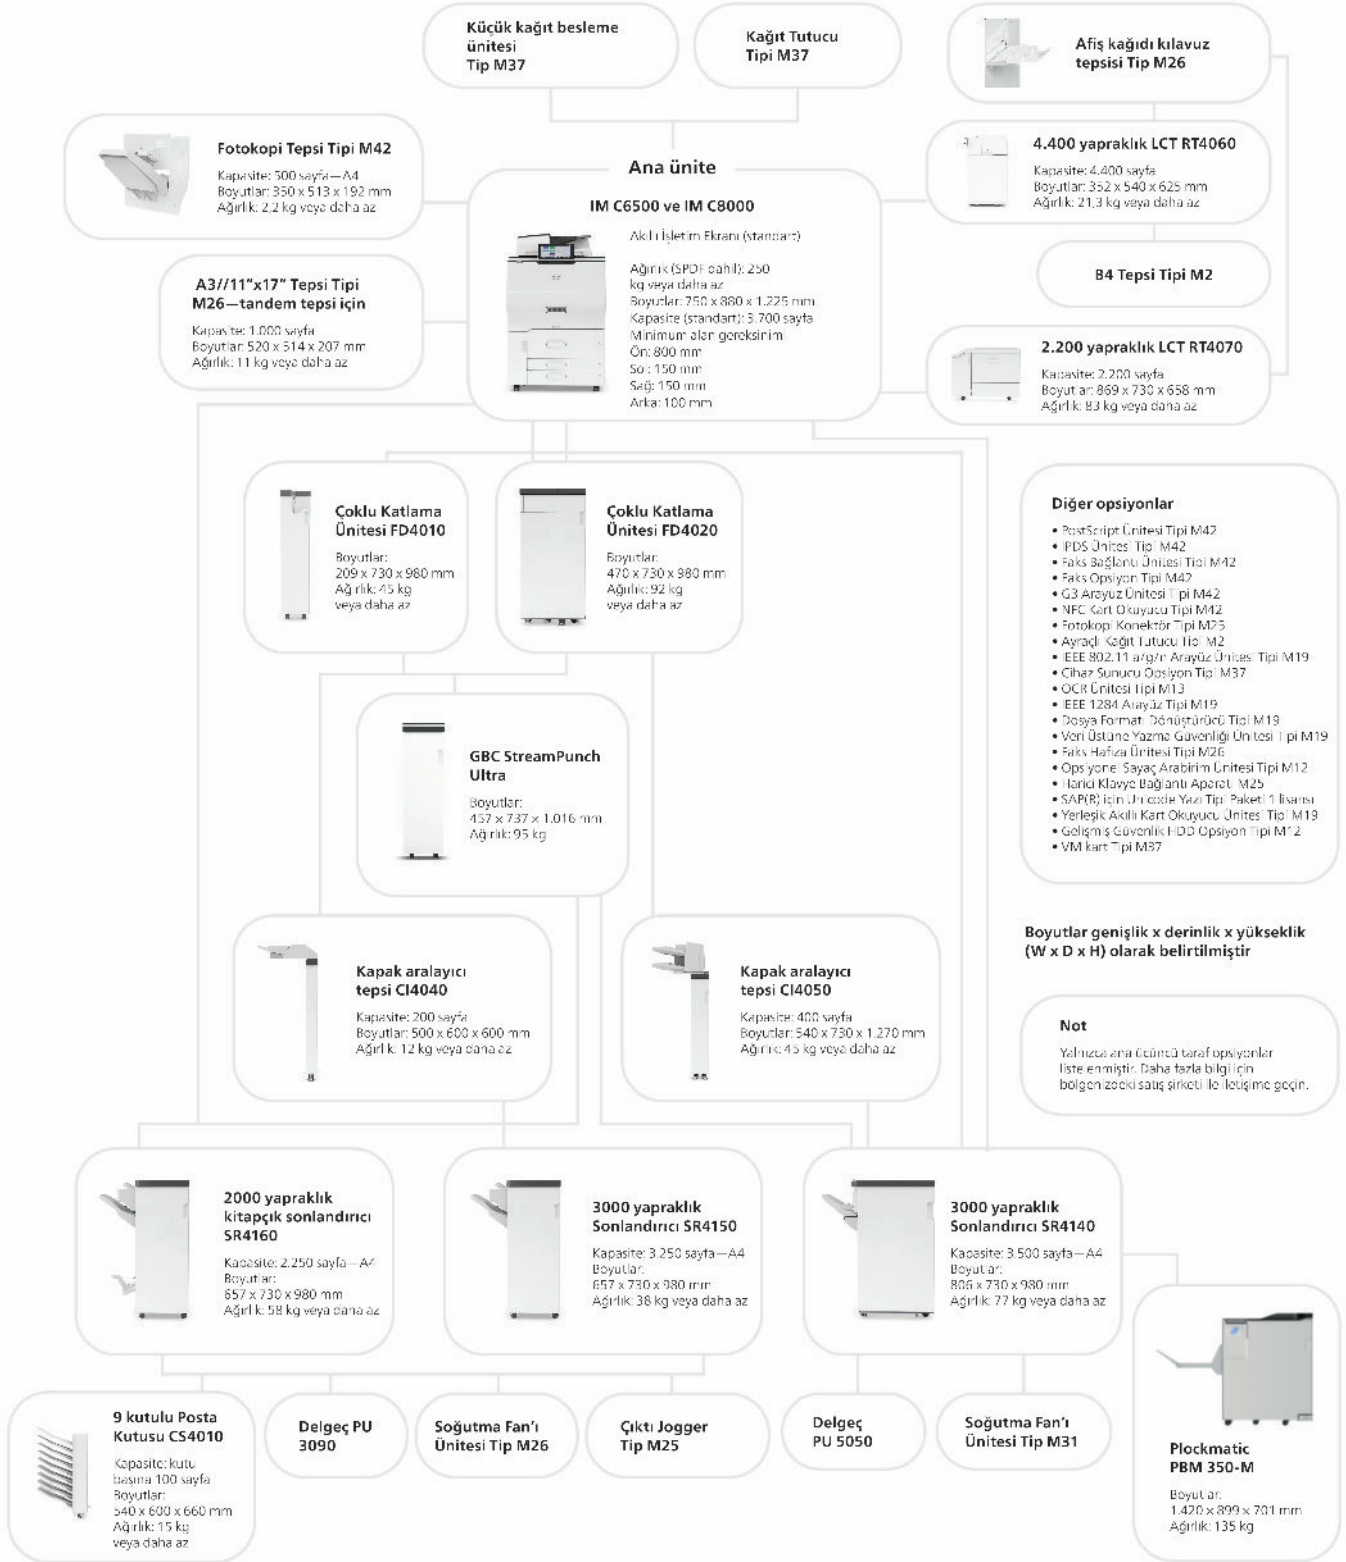 Küçük kağıt besleme
ünitesi
Tip M37
Kağıt Tutucu
Tipi M37
Afiş kağıdı kılavuz
tepsisi Tip M26
Fotokopi Tepsi Tipi M42
Kapasite: 500 sayfa—A4
Boyutlar: 350 x 513 x 192 mm
Ağırlık: 2,2 kg veya daha az
A3//11"x17" Tepsi Tipi
M26—tandem tepsi için
Kapasite: 1.000 sayfa
Boyutlar: 520 x 514 x 207 mm
Ağırlık: 11 kg veya daha az
Ana ünite
IM C6500 ve IM C8000
Akıllı İşletim Ekranı (standart)
Ağırlık (SPDF dahil): 250
kg veya daha az
Boyutlar: 750 x 880 x 1.225 mm
Kapasite (standart): 3.700 sayfa
Minimum alan gereksinimi
Ön: 800 mm
Sol: 150 mm
Sağ: 150 mm
Arka: 100 mm
4.400 yapraklık LCT RT4060
Kapasite: 4.400 sayfa
Boyutlar: 352 x 540 x 625 mm
Ağırlık: 21,3 kg veya daha az
B4 Tepsi Tipi M2
2.200 yapraklık LCT RT4070
Kapasite: 2.200 sayfa
Boyutlar: 869 x 730 x 658 mm
Ağırlık: 83 kg veya daha az
Çoklu Katlama
Ünitesi FD4010
Boyutlar:
209 x 730 x 980 mm
Ağırlık: 45 kg
veya daha az
Çoklu Katlama
Ünitesi FD4020
Boyutlar:
470 x 730 x 980 mm
Ağırlık: 92 kg
veya daha az
Diğer opsiyonlar
• PostScript Ünitesi Tipi M42
• IPDS Ünitesi Tipi M42
• Faks Bağlantı Ünitesi Tipi M42
• Faks Opsiyon Tipi M42
• G3 Arayüz Ünitesi Tipi M42
• NFC Kart Okuyucu Tipi M42
• Fotokopi Konektör Tipi M25
• Ayraçlı Kağıt Tutucu Tipi M2
• IEEE 802.11 a/g/n Arayüz Ünitesi Tipi M19
• Cihaz Sunucu Opsiyon Tipi M37
• OCR Ünitesi Tipi M13
• IEEE 1284 Arayüz Tipi M19
• Dosya Formatı Dönüştürücü Tipi M19
• Veri Üstüne Yazma Güvenliği Ünitesi Tipi M19
• Faks Hafıza Ünitesi Tipi M26
• Opsiyonel Sayaç Arabirim Ünitesi Tipi M12
• Harici Klavye Bağlantı Aparatı M25
• SAP(R) için Unicode Yazı Tipi Paketi 1 lisansı
• Yerleşik Akıllı Kart Okuyucu Ünitesi Tipi M19
• Gelişmiş Güvenlik HDD Opsiyon Tipi M12
• VM kart Tipi M37
GBC StreamPunch
Ultra
Boyutlar:
457 x 737 x 1.016 mm
Ağırlık: 95 kg
Kapak aralayıcı
tepsi CI4040
Kapasite: 200 sayfa
Boyutlar: 500 x 600 x 600 mm
Ağırlık: 12 kg veya daha az
Kapak aralayıcı
tepsi CI4050
Kapasite: 400 sayfa
Boyutlar: 540 x 730 x 1.270 mm
Ağırlık: 45 kg veya daha az
Boyutlar genişlik x derinlik x yükseklik
(W x D x H) olarak belirtilmiştir
Not
Yalnızca ana üçüncü taraf opsiyonlar
listelenmiştir. Daha fazla bilgi için
bölgenizdeki satış şirketi ile iletişime geçin.
2000 yapraklık
kitapçık sonlandırıcı
SR4160
Kapasite: 2.250 sayfa—A4
Boyutlar:
657 x 730 x 980 mm
Ağırlık: 58 kg veya daha az
3000 yapraklık
Sonlandırıcı SR4150
Kapasite: 3.250 sayfa—A4
Boyutlar:
657 x 730 x 980 mm
Ağırlık: 38 kg veya daha az
3000 yapraklık
Sonlandırıcı SR4140
Kapasite: 3.500 sayfa—A4
Boyutlar:
806 x 730 x 980 mm
Ağırlık: 77 kg veya daha az
9 kutulu Posta
Kutusu CS4010
Kapasite: kutu
başına 100 sayfa
Boyutlar:
540 x 600 x 660 mm
Ağırlık: 15 kg
veya daha az
Delgeç PU
3090
Soğutma Fan'ı
Ünitesi Tip M26
Çıktı Jogger
Tip M25
Delgeç
PU 5050
Soğutma Fan'ı
Ünitesi Tip M31
Plockmatic
PBM 350-M
Boyutlar:
1.420 x 899 x 701 mm
Ağırlık: 135 kg